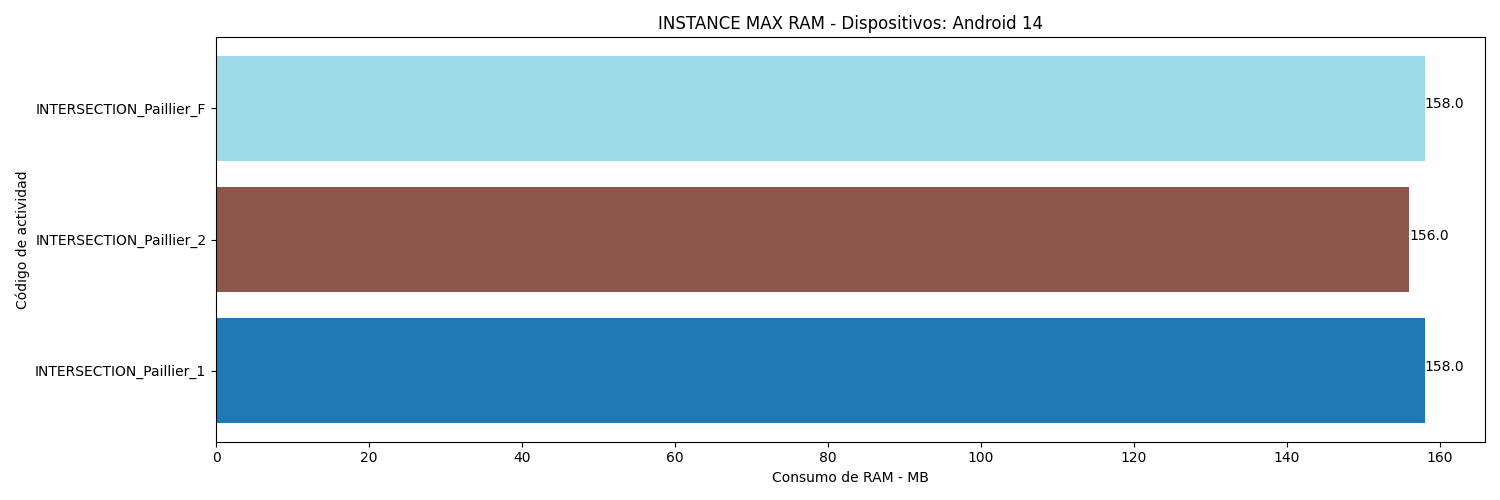 INSTANCE MAX RAM - Dispositivos: Android 14
Código de actividad
INTERSECTION_Paillier_F
158.0
INTERSECTION_Paillier_2
156.0
INTERSECTION_Paillier_1
158.0
0 20 40 60 80 100 120 140 160
Consumo de RAM - MB